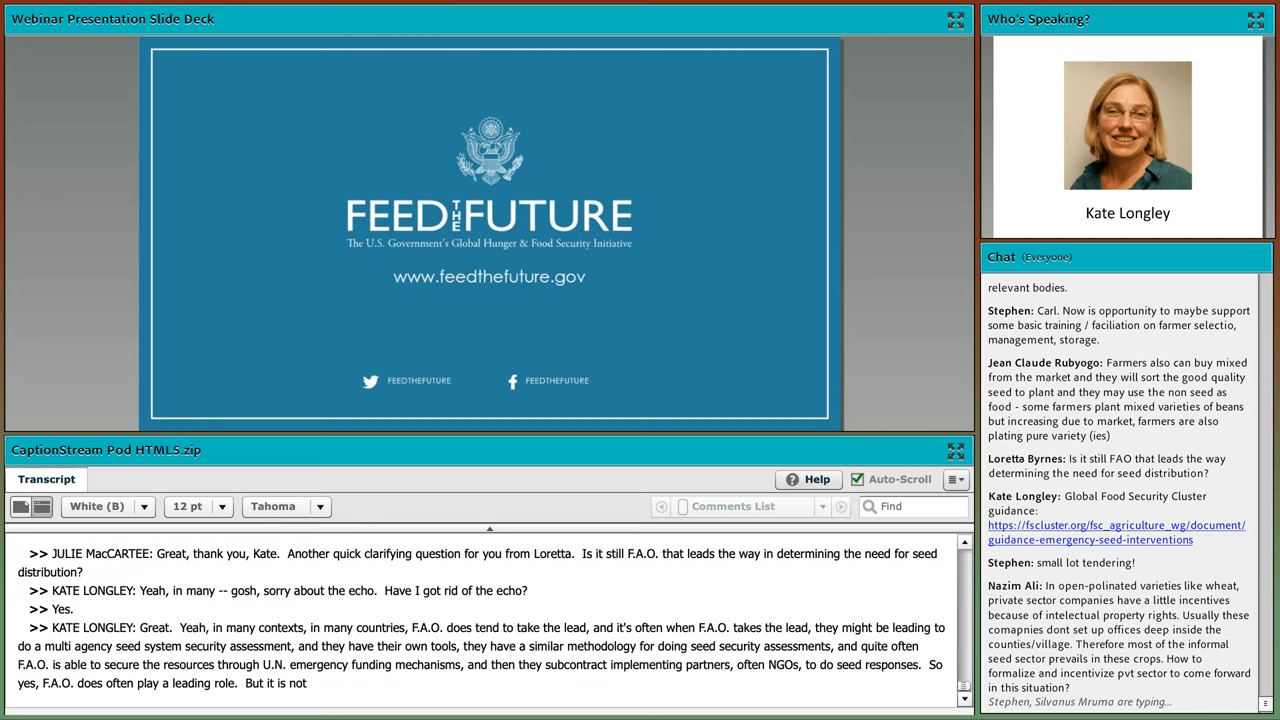 Webinar Presentation Slide Deck
FEED THE FUTURE
The U.S. Government's Global Hunger & Food Security Initiative
www.feedthefuture.gov
FEEDTHEFUTURE
FEEDTHEFUTURE
Who's Speaking?
Kate Longley
Chat (Everyone)
relevant bodies.
Stephen: Carl. Now is opportunity to maybe support
some basic training / faciliation on farmer selectio,
management, storage.
Jean Claude Rubyogo: Farmers also can buy mixed
from the market and they will sort the good quality
seed to plant and they may use the non seed as
food - some farmers plant mixed varieties of beans
but increasing due to market, farmers are also
plating pure variety (ies)
Loretta Byrnes: Is it still FAO that leads the way
determining the need for seed distribution?
Kate Longley: Global Food Security Cluster
guidance:
https://fscluster.org/fsc_agriculture_wg/document/
guidance-emergency-seed-interventions
Stephen: small lot tendering!
Nazim Ali: In open-polinated varieties like wheat,
private sector companies have a little incentives
because of intelectual property rights. Usually these
comapnies dont set up offices deep inside the
counties/village. Therefore most of the informal
seed sector prevails in these crops. How to
formalize and incentivize pvt sector to come forward
in this situation?
Stephen, Silvanus Mruma are typing...
CaptionStream Pod HTML5.zip
Transcript
Help
Auto-Scroll
White (B)
12 pt
Tahoma
Comments List
Find
>> JULIE MacCARTEE: Great, thank you, Kate. Another quick clarifying question for you from Loretta. Is it still F.A.O. that leads the way in determining the need for seed
distribution?
>> KATE LONGLEY: Yeah, in many -- gosh, sorry about the echo. Have I got rid of the echo?
>> Yes.
>> KATE LONGLEY: Great. Yeah, in many contexts, in many countries, F.A.O. does tend to take the lead, and it's often when F.A.O. takes the lead, they might be leading to
do a multi agency seed system security assessment, and they have their own tools, they have a similar methodology for doing seed security assessments, and quite often
F.A.O. is able to secure the resources through U.N. emergency funding mechanisms, and then they subcontract implementing partners, often NGOs, to do seed responses. So
yes, F.A.O. does often play a leading role. But it is not